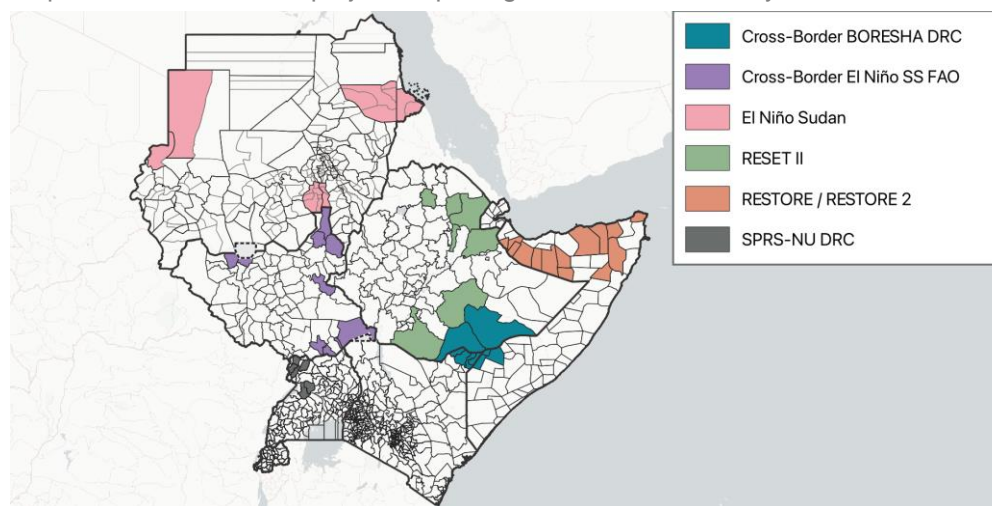 Cross-Border BORESHA DRC
Cross-Border El Niño SS FAO
El Niño Sudan
RESET II
RESTORE / RESTORE 2
SPRS-NU DRC